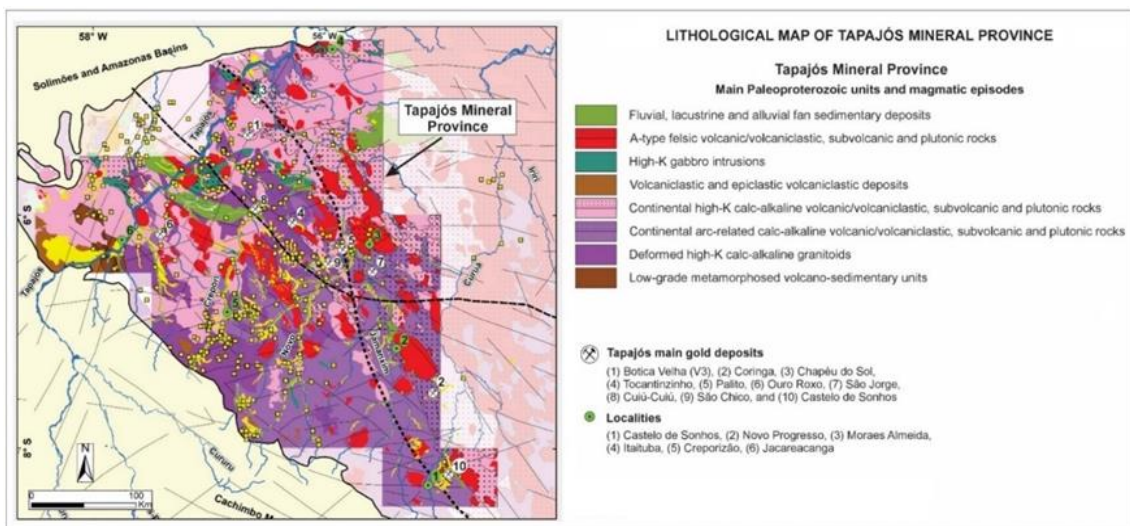 58° W
56° W
Solimões and Amazonas Basins
Tapajós
Tapajós Mineral
Province
Iriri
6° S
Tapajós
Crepori
Novo
Jamanxim
Curuá
8° S
N
Cururu
Cachimbo
0
100
Km
LITHOLOGICAL MAP OF TAPAJÓS MINERAL PROVINCE
Tapajós Mineral Province
Main Paleoproterozoic units and magmatic episodes
Fluvial, lacustrine and alluvial fan sedimentary deposits
A-type felsic volcanic/volcaniclastic, subvolcanic and plutonic rocks
High-K gabbro intrusions
Volcaniclastic and epiclastic volcaniclastic deposits
Continental high-K calc-alkaline volcanic/volcaniclastic, subvolcanic and plutonic rocks
Continental arc-related calc-alkaline volcanic/volcaniclastic, subvolcanic and plutonic rocks
Deformed high-K calc-alkaline granitoids
Low-grade metamorphosed volcano-sedimentary units
Tapajós main gold deposits
(1) Botica Velha (V3), (2) Coringa, (3) Chapéu do Sol,
(4) Tocantinzinho, (5) Palito, (6) Ouro Roxo, (7) São Jorge,
(8) Cuiú-Cuiú, (9) São Chico, and (10) Castelo de Sonhos
Localities
(1) Castelo de Sonhos, (2) Novo Progresso, (3) Moraes Almeida,
(4) Itaituba, (5) Creporizão, (6) Jacareacanga